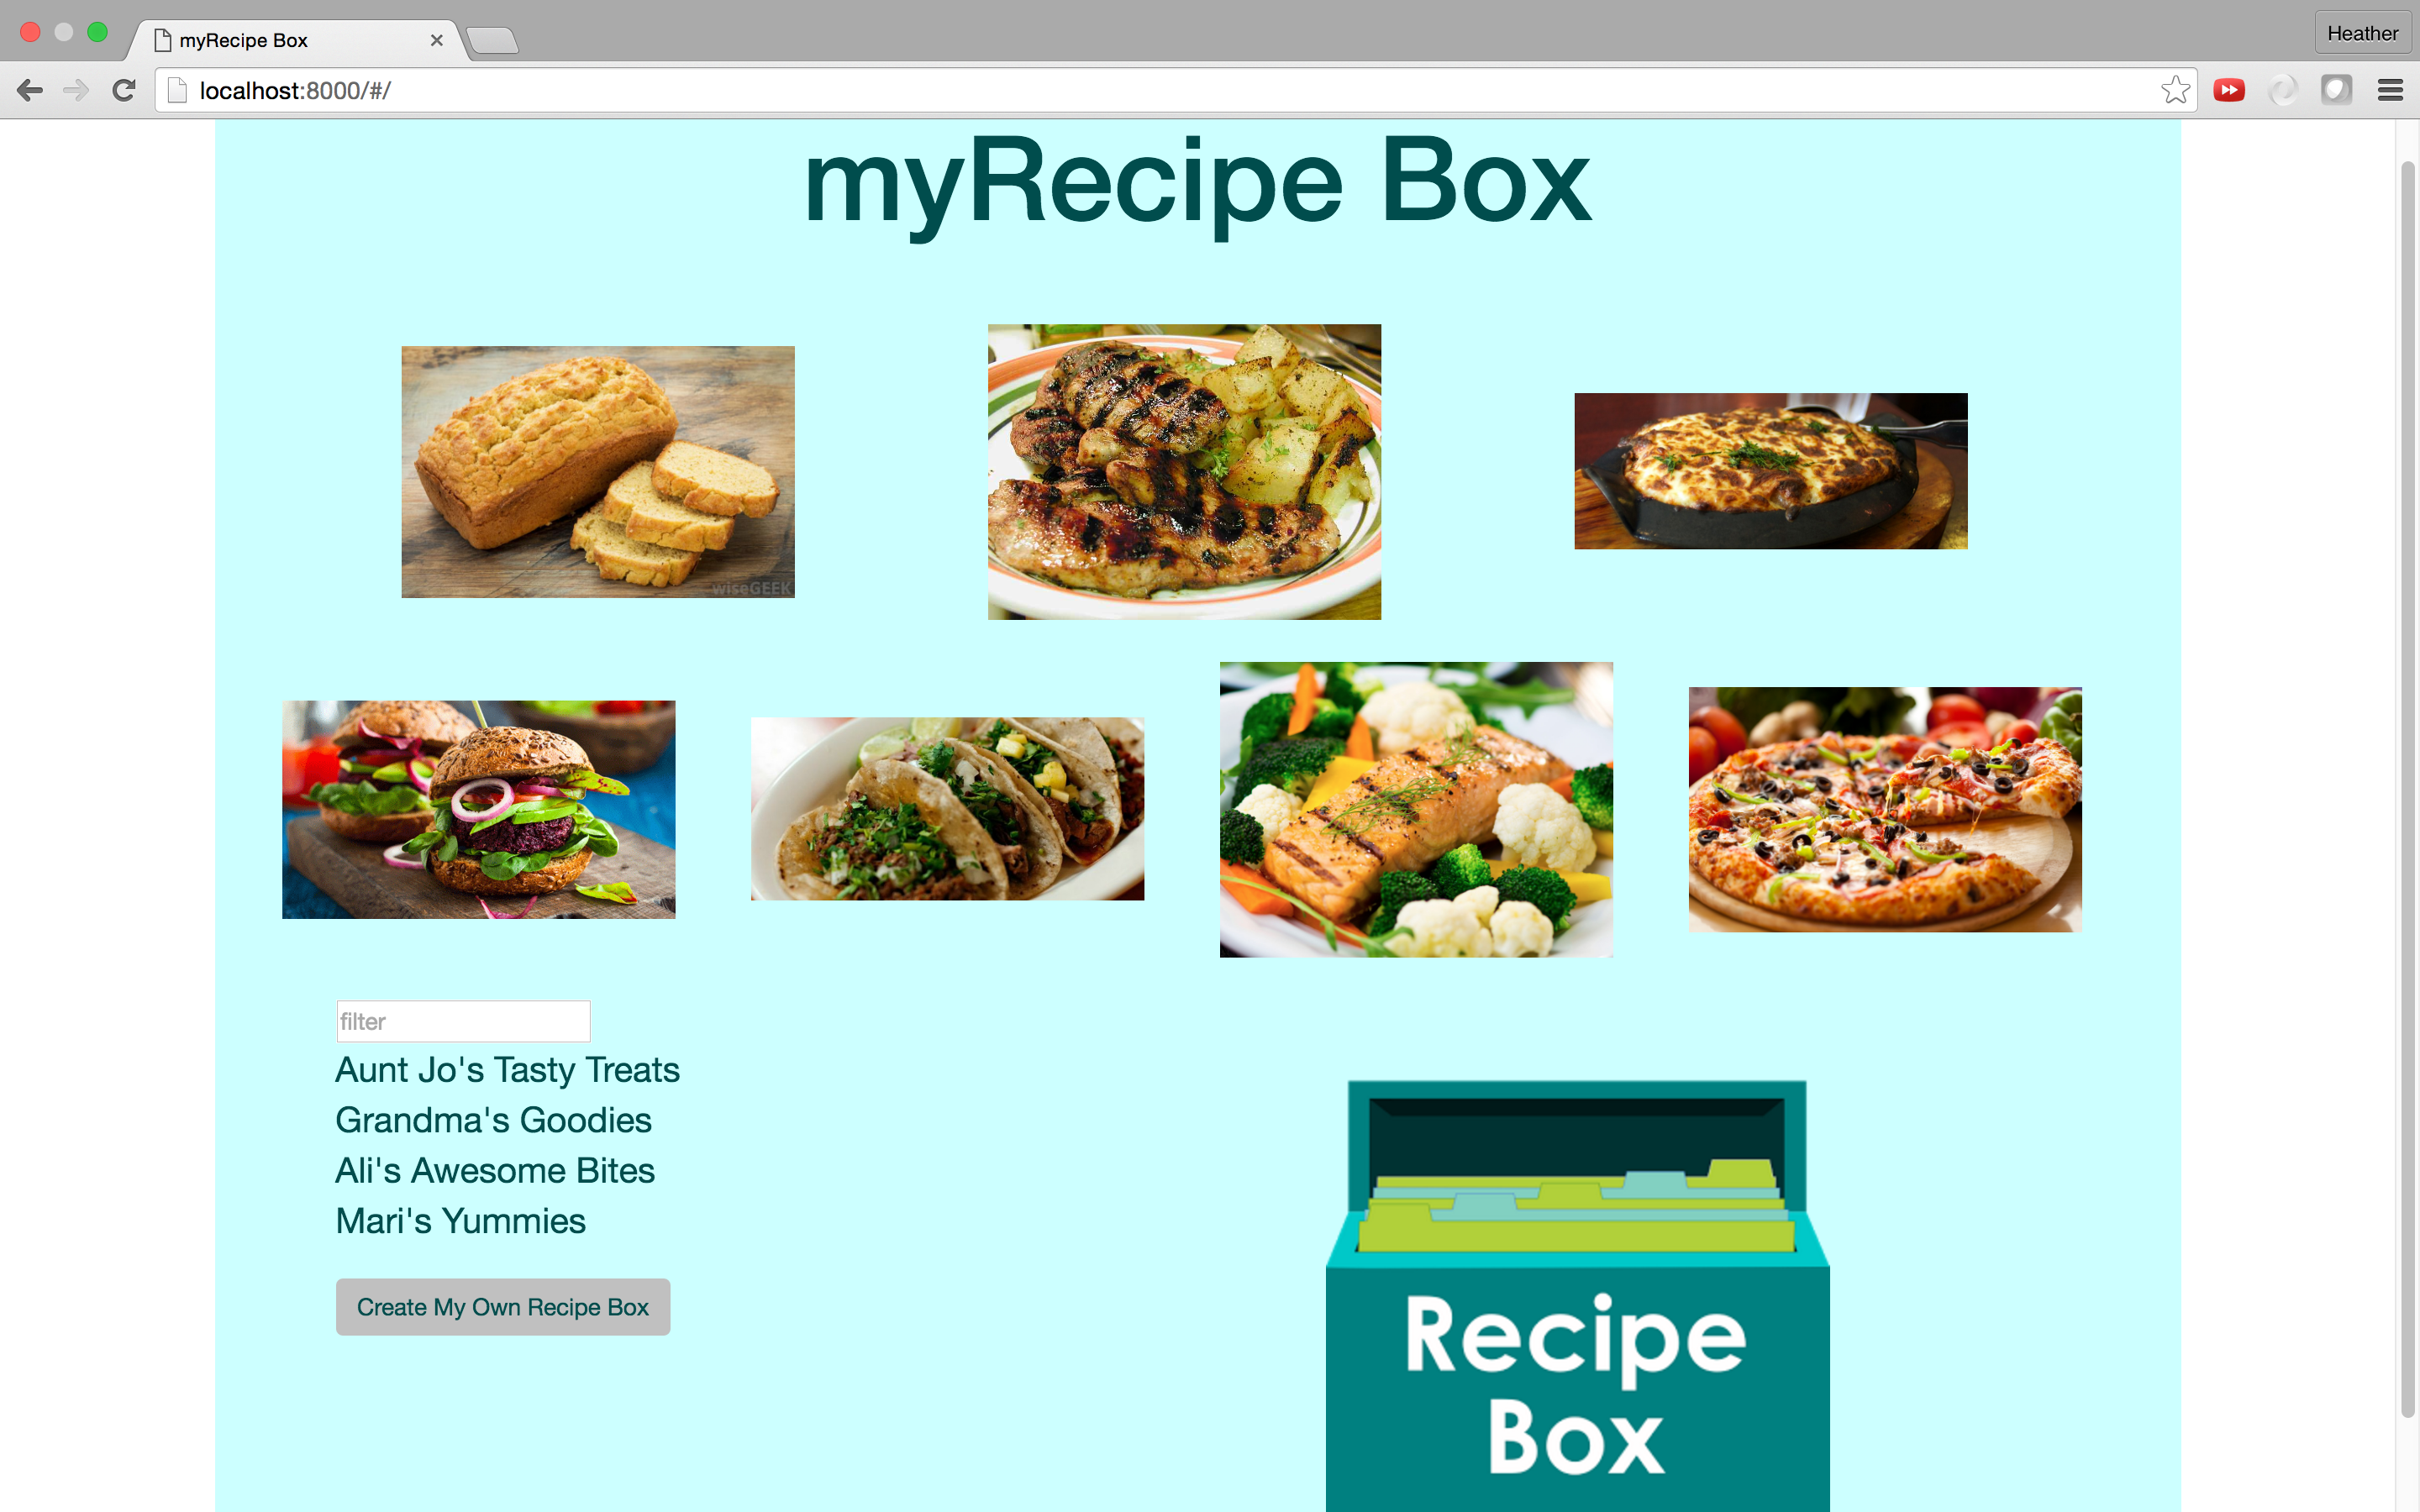 myRecipe Box
Heather
localhost:8000/#/
myRecipe Box
wiseGEEK
filter
Aunt Jo's Tasty Treats
Grandma's Goodies
Ali's Awesome Bites
Mari's Yummies
Create My Own Recipe Box
Recipe
Box